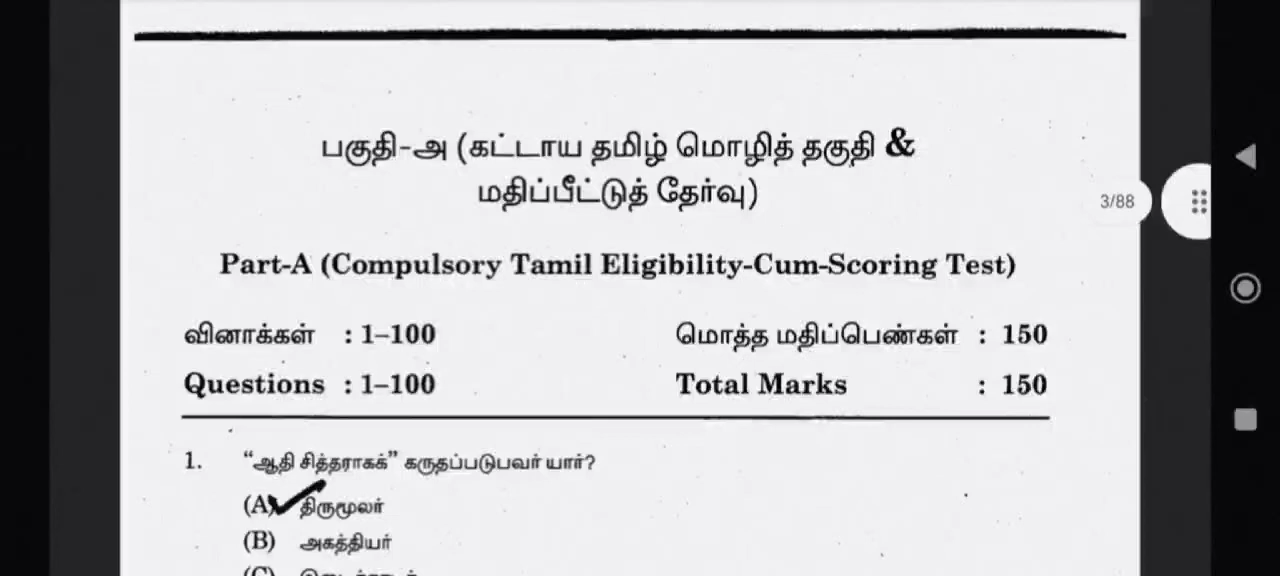 பகுதி-அ (கட்டாய தமிழ் மொழித் தகுதி &
மதிப்பீட்டுத் தேர்வு)
3/88
Part-A (Compulsory Tamil Eligibility-Cum-Scoring Test)
வினாக்கள் : 1–100 மொத்த மதிப்பெண்கள் : 150
Questions : 1–100 Total Marks : 150
1. “ஆதி சித்தராகக்” கருதப்படுபவர் யார்?
(A) திருமூலர்
(B) அகத்தியர்
(C)